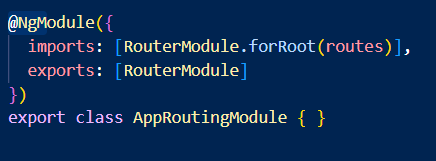 @NgModule({
  imports: [RouterModule.forRoot(routes)],
  exports: [RouterModule]
})
export class AppRoutingModule { }